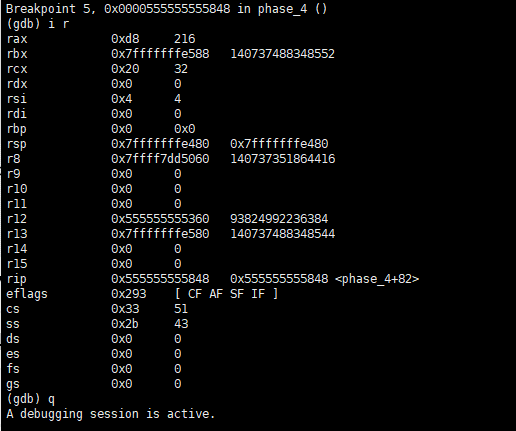 Breakpoint 5, 0x0000555555555848 in phase_4 ()
(gdb) i r
rax 0xd8 216
rbx 0x7fffffffe588 140737488348552
rcx 0x20 32
rdx 0x0 0
rsi 0x4 4
rdi 0x0 0
rbp 0x0 0x0
rsp 0x7fffffffe480 0x7fffffffe480
r8 0x7ffff7dd5060 140737351864416
r9 0x0 0
r10 0x0 0
r11 0x0 0
r12 0x555555555360 93824992236384
r13 0x7fffffffe580 140737488348544
r14 0x0 0
r15 0x0 0
rip 0x555555555848 0x555555555848 <phase_4+82>
eflags 0x293 [ CF AF SF IF ]
cs 0x33 51
ss 0x2b 43
ds 0x0 0
es 0x0 0
fs 0x0 0
gs 0x0 0
(gdb) q
A debugging session is active.